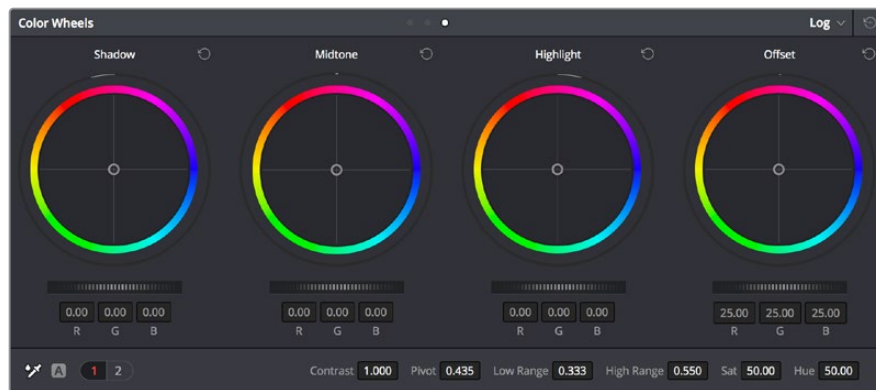 Color Wheels Log
Shadow Midtone Highlight Offset
0.00 0.00 0.00 0.00 0.00 0.00 0.00 0.00 0.00 25.00 25.00 25.00
R G B R G B R G B R G B
A 1 2 Contrast 1.000 Pivot 0.435 Low Range 0.333 High Range 0.550 Sat 50.00 Hue 50.00